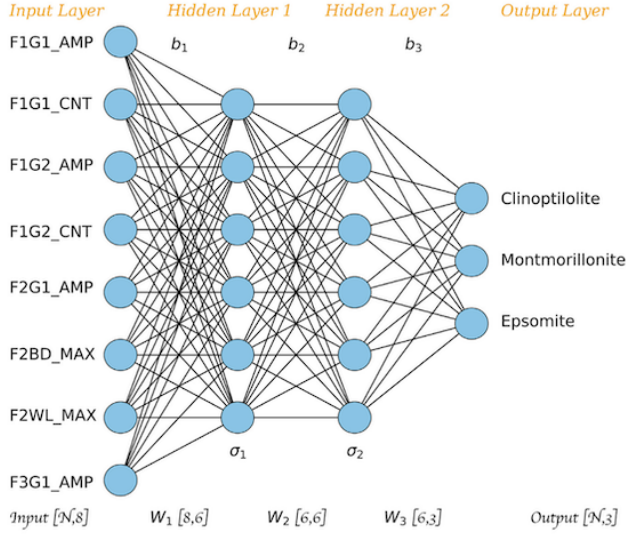 Input Layer Hidden Layer 1 Hidden Layer 2 Output Layer
F1G1_AMP b1 b2 b3
F1G1_CNT
F1G2_AMP
Clinoptilolite
F1G2_CNT
Montmorillonite
F2G1_AMP
Epsomite
F2BD_MAX
F2WL_MAX
σ1 σ2
F3G1_AMP
Input [N,8] W1 [8,6] W2 [6,6] W3 [6,3] Output [N,3]